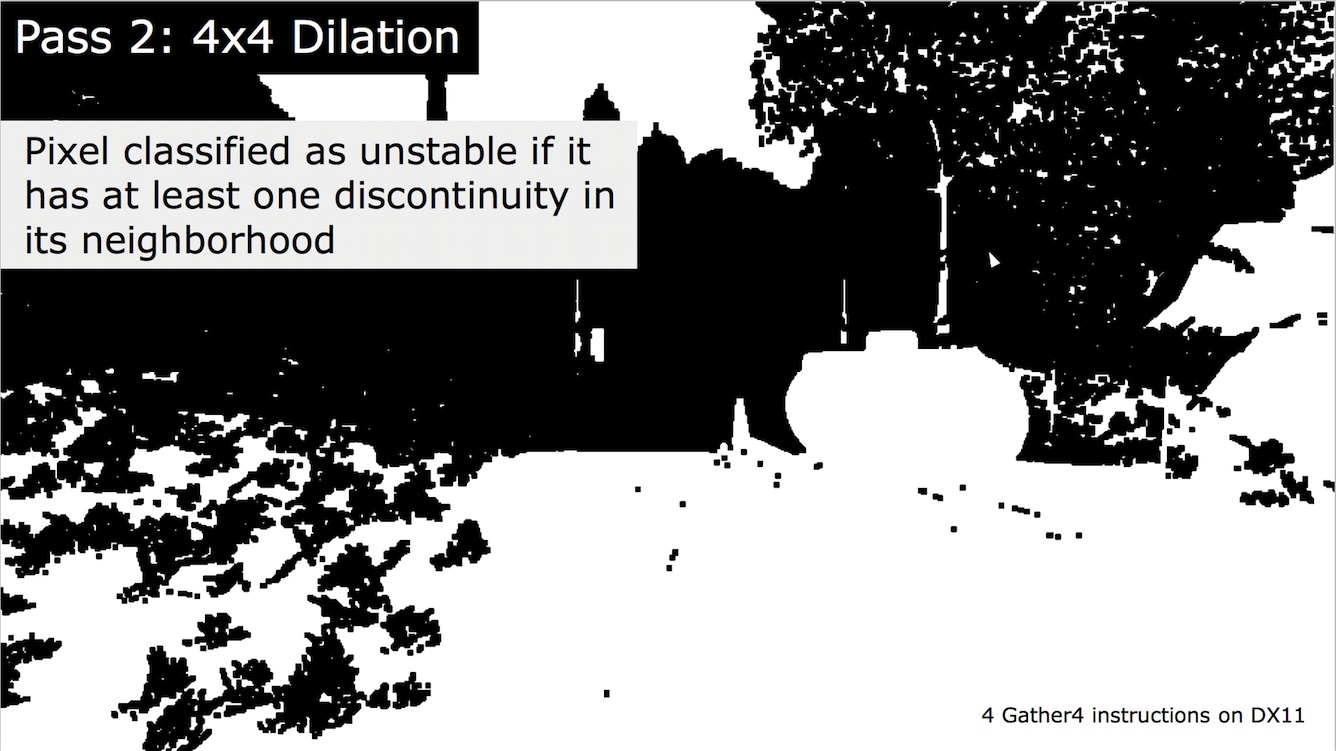 Pass 2: 4x4 Dilation
Pixel classified as unstable if it
has at least one discontinuity in
its neighborhood
4 Gather4 instructions on DX11